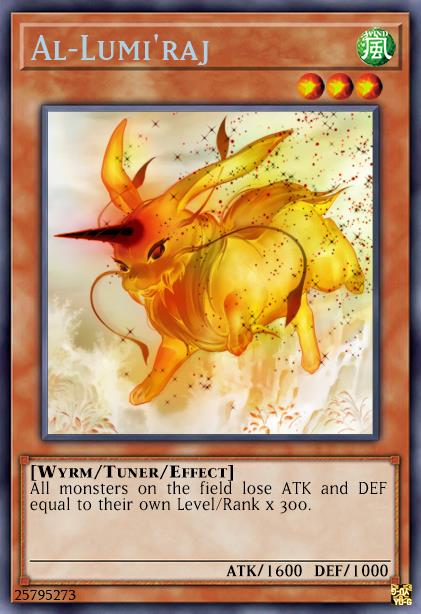 Al-Lumi'raj
WIND
風
[Wyrm/Tuner/Effect]
All monsters on the field lose ATK and DEF
equal to their own Level/Rank x 300.
ATK/1600 DEF/1000
25795273